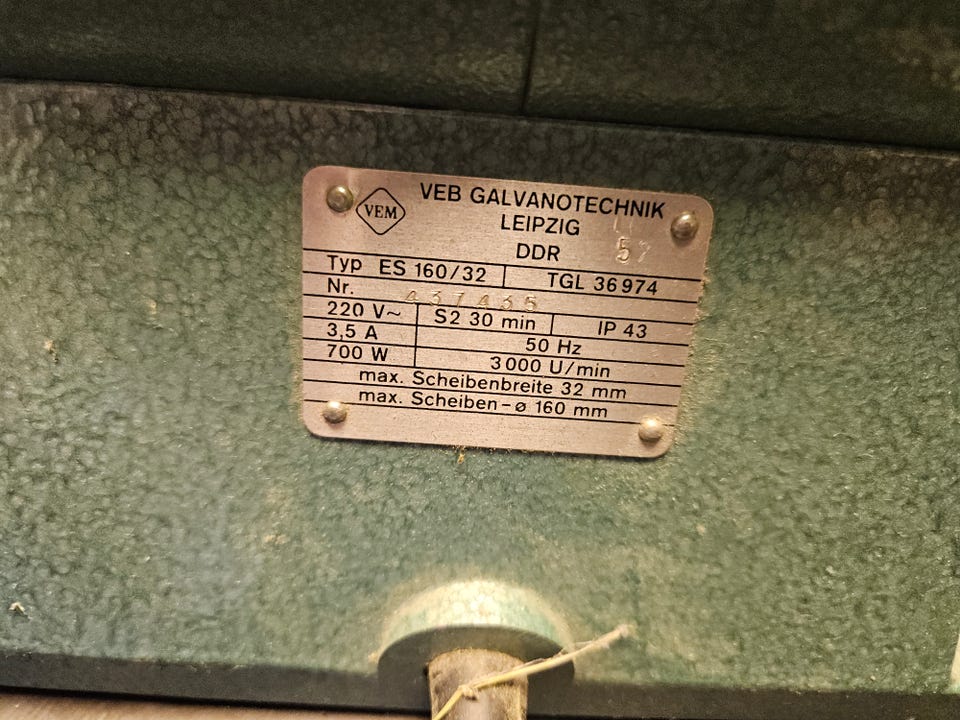 VEM
VEB GALVANOTECHNIK
LEIPZIG
DDR
Typ ES 160/32 TGL 36974
Nr. 437435
220 V~ S2 30 min IP 43
3,5 A 50 Hz
700 W 3000 U/min
max. Scheibenbreite 32 mm
max. Scheiben-ø 160 mm